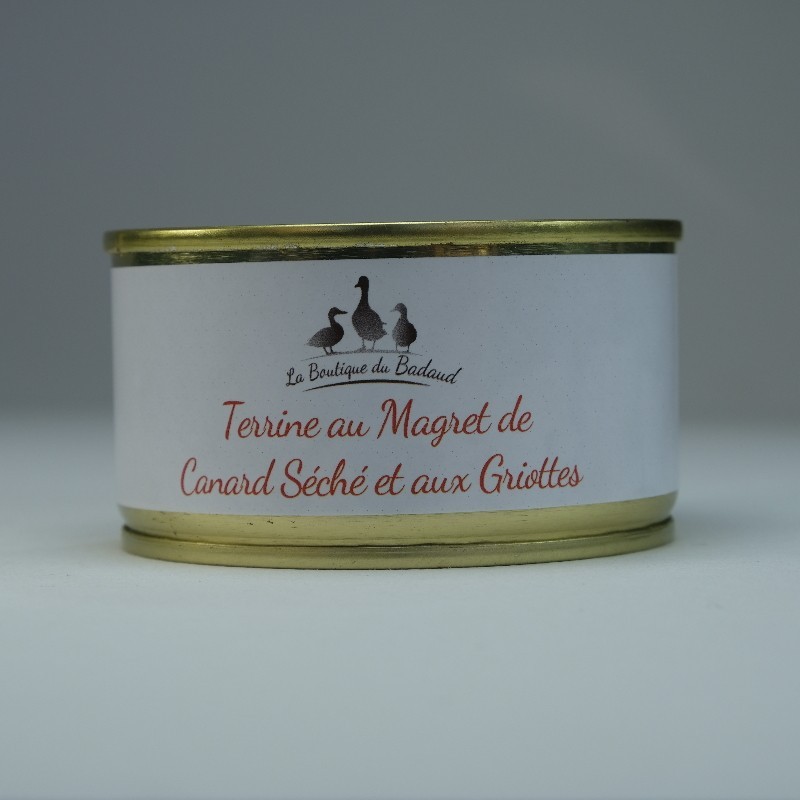 La Boutique du Badaud
Terrine au Magret de
Canard Séché et aux Griottes